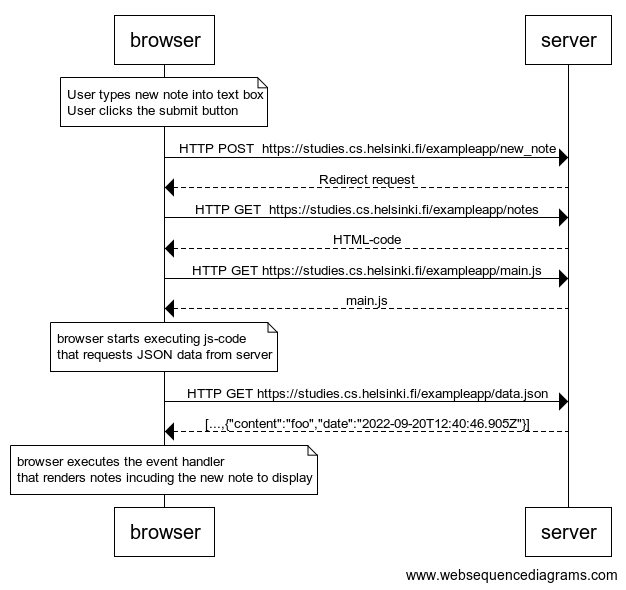 browser
server
User types new note into text box
User clicks the submit button
HTTP POST  https://studies.cs.helsinki.fi/exampleapp/new_note
Redirect request
HTTP GET  https://studies.cs.helsinki.fi/exampleapp/notes
HTML-code
HTTP GET https://studies.cs.helsinki.fi/exampleapp/main.js
main.js
browser starts executing js-code
that requests JSON data from server
HTTP GET https://studies.cs.helsinki.fi/exampleapp/data.json
[...,{"content":"foo","date":"2022-09-20T12:40:46.905Z"}]
browser executes the event handler
that renders notes incuding the new note to display
browser
server
www.websequencediagrams.com